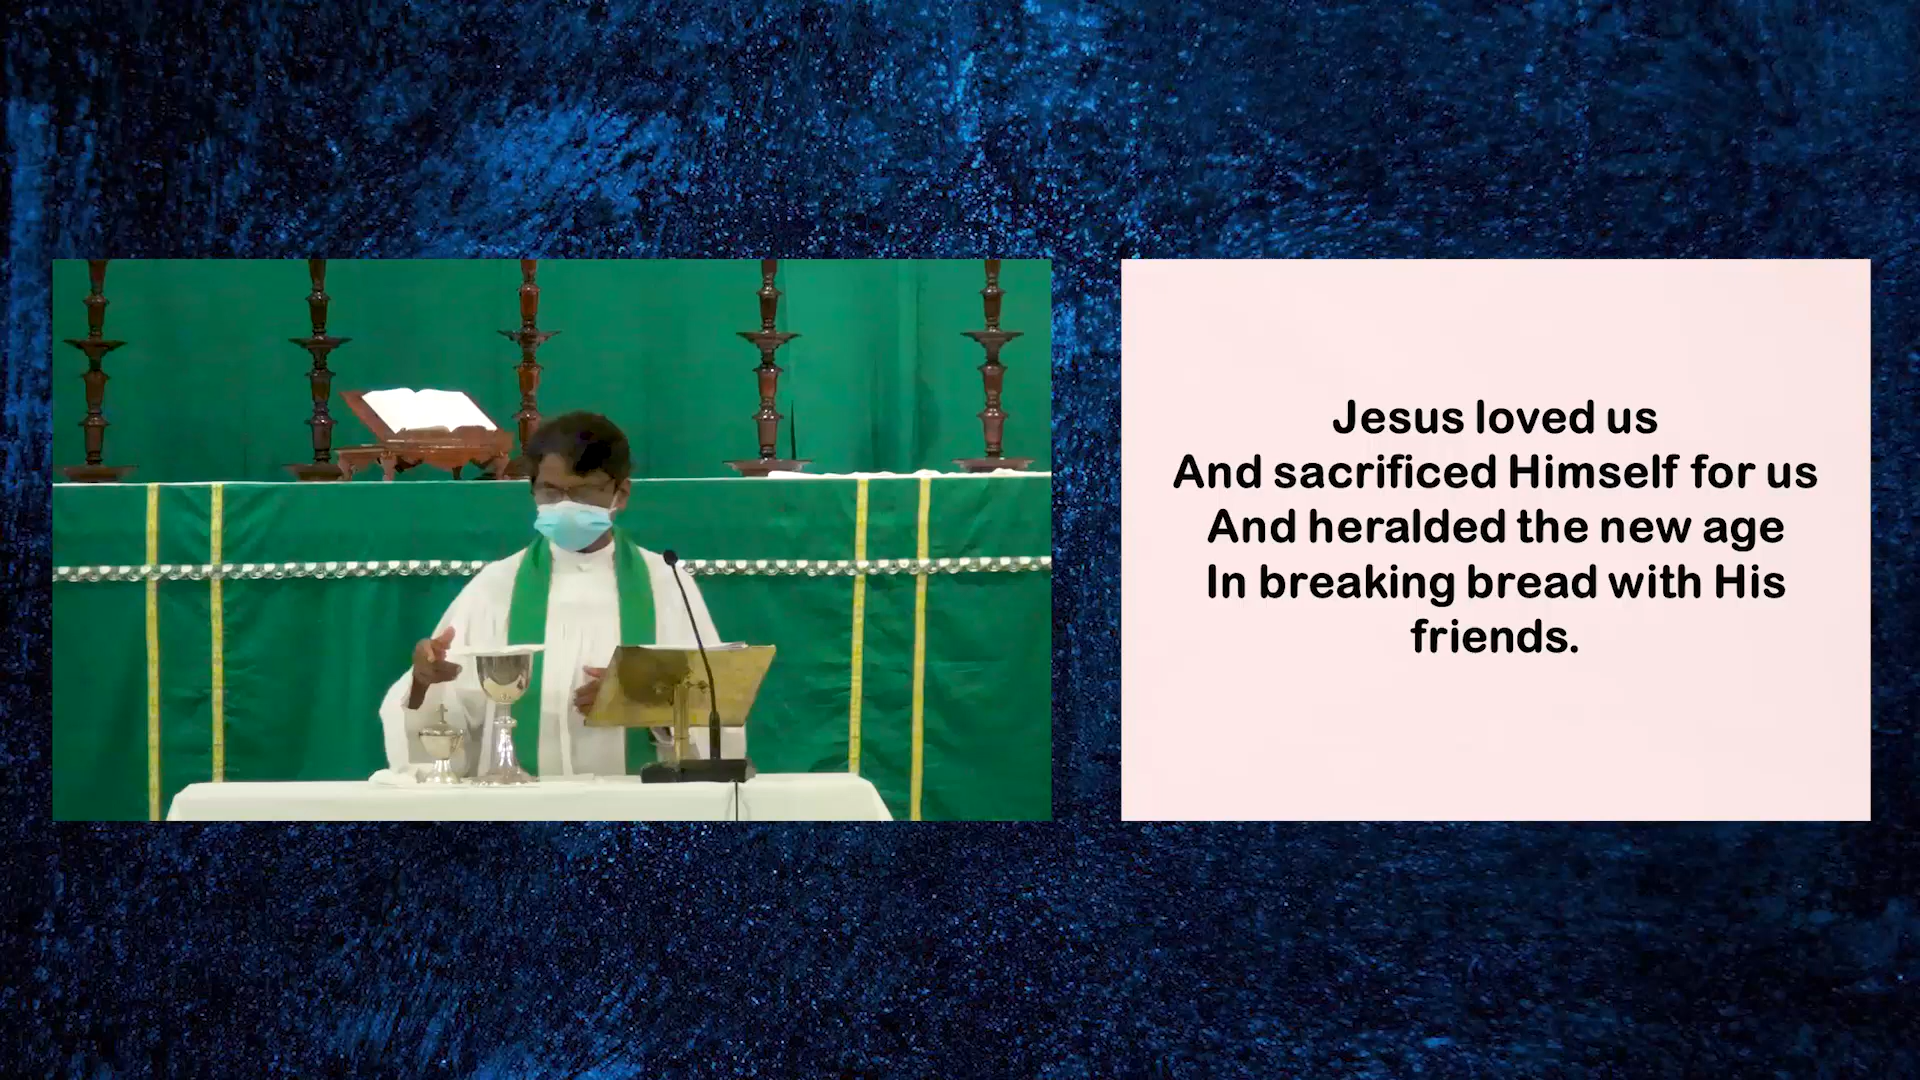 Jesus loved us
And sacrificed Himself for us
And heralded the new age
In breaking bread with His
friends.